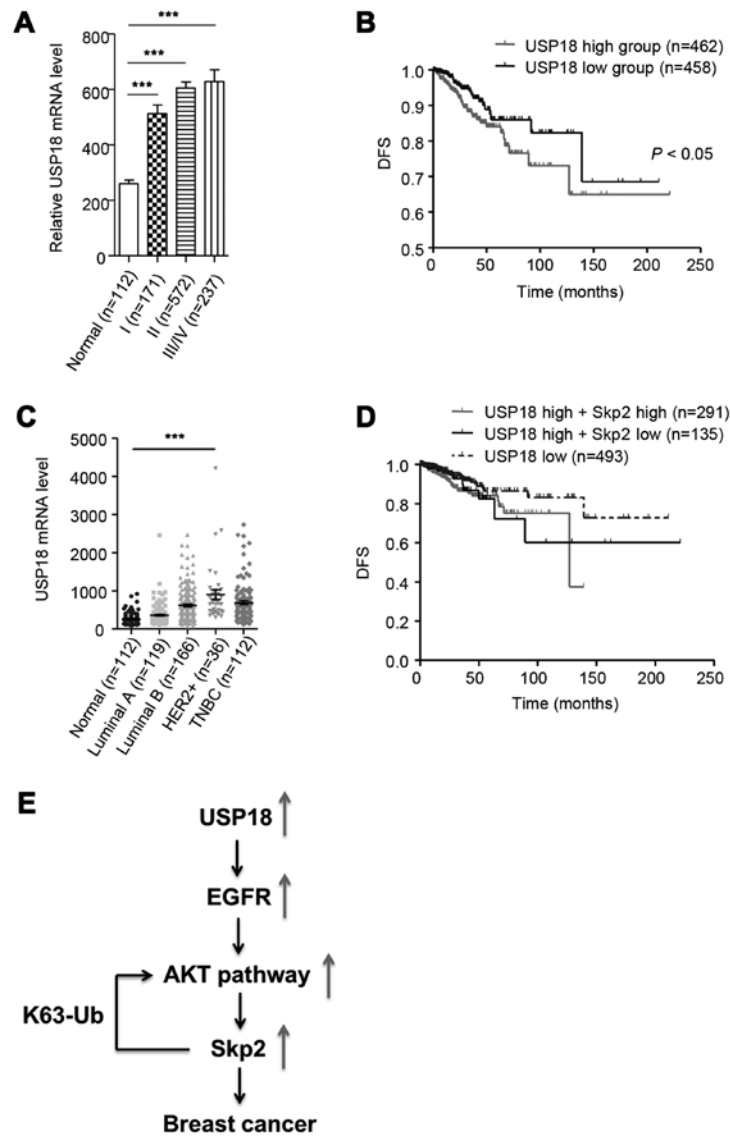 A
***
***
***
Relative USP18 mRNA level
800
600
400
200
0
Normal (n=112)
I (n=171)
II (n=572)
III/IV (n=237)
B
USP18 high group (n=462)
USP18 low group (n=458)
DFS
1.0
0.9
0.8
0.7
0.6
0.5
P < 0.05
0 50 100 150 200 250
Time (months)
C
***
USP18 mRNA level
5000
4000
3000
2000
1000
0
Normal (n=112)
Luminal A (n=119)
Luminal B (n=166)
HER2+ (n=36)
TNBC (n=112)
D
USP18 high + Skp2 high (n=291)
USP18 high + Skp2 low (n=135)
USP18 low (n=493)
DFS
1.0
0.8
0.6
0.4
0.2
0.0
0 50 100 150 200 250
Time (months)
E
USP18
EGFR
AKT pathway
K63-Ub
Skp2
Breast cancer